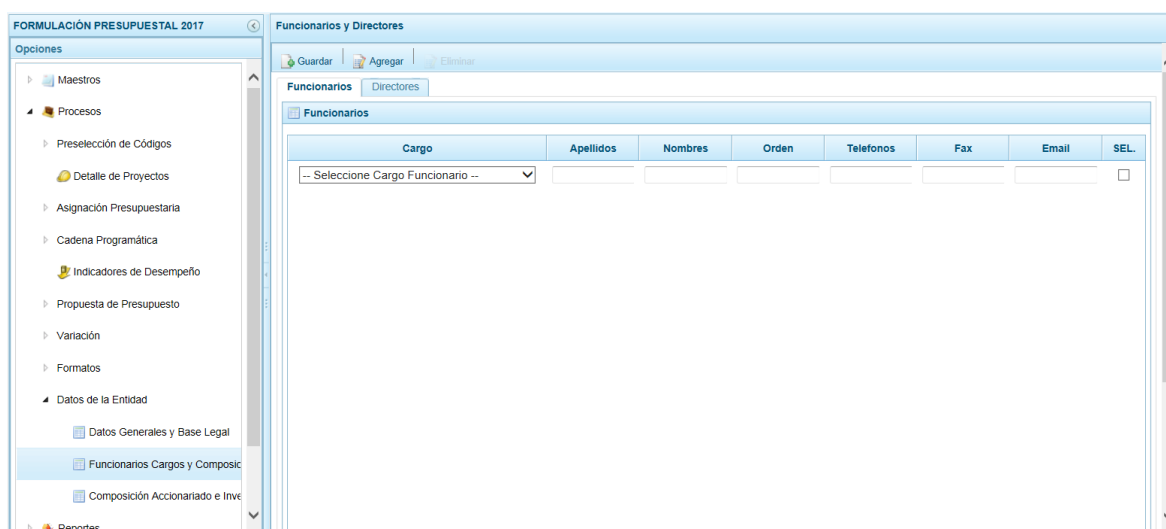 FORMULACIÓN PRESUPUESTAL 2017
Opciones
Maestros
Procesos
Preselección de Códigos
Detalle de Proyectos
Asignación Presupuestaria
Cadena Programática
Indicadores de Desempeño
Propuesta de Presupuesto
Variación
Formatos
Datos de la Entidad
Datos Generales y Base Legal
Funcionarios Cargos y Composic
Composición Accionariado e Inve
Reportes
Funcionarios y Directores
Guardar Agregar Eliminar
Funcionarios Directores
Funcionarios
Cargo Apellidos Nombres Orden Telefonos Fax Email SEL.
-- Seleccione Cargo Funcionario --